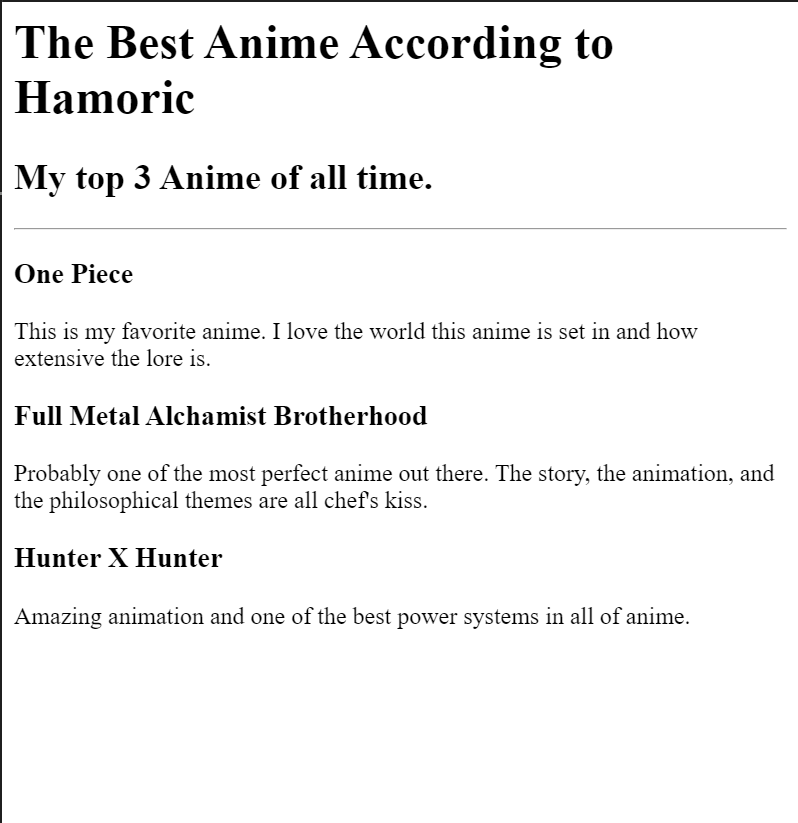 The Best Anime According to
Hamoric
My top 3 Anime of all time.
One Piece
This is my favorite anime. I love the world this anime is set in and how
extensive the lore is.
Full Metal Alchamist Brotherhood
Probably one of the most perfect anime out there. The story, the animation, and
the philosophical themes are all chef's kiss.
Hunter X Hunter
Amazing animation and one of the best power systems in all of anime.